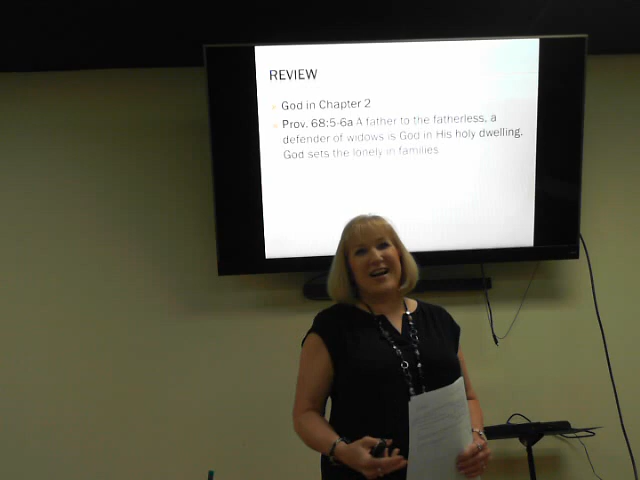 REVIEW
God in Chapter 2
Prov. 68:5-6a A father to the fatherless, a
defender of widows is God in His holy dwelling.
God sets the lonely in families